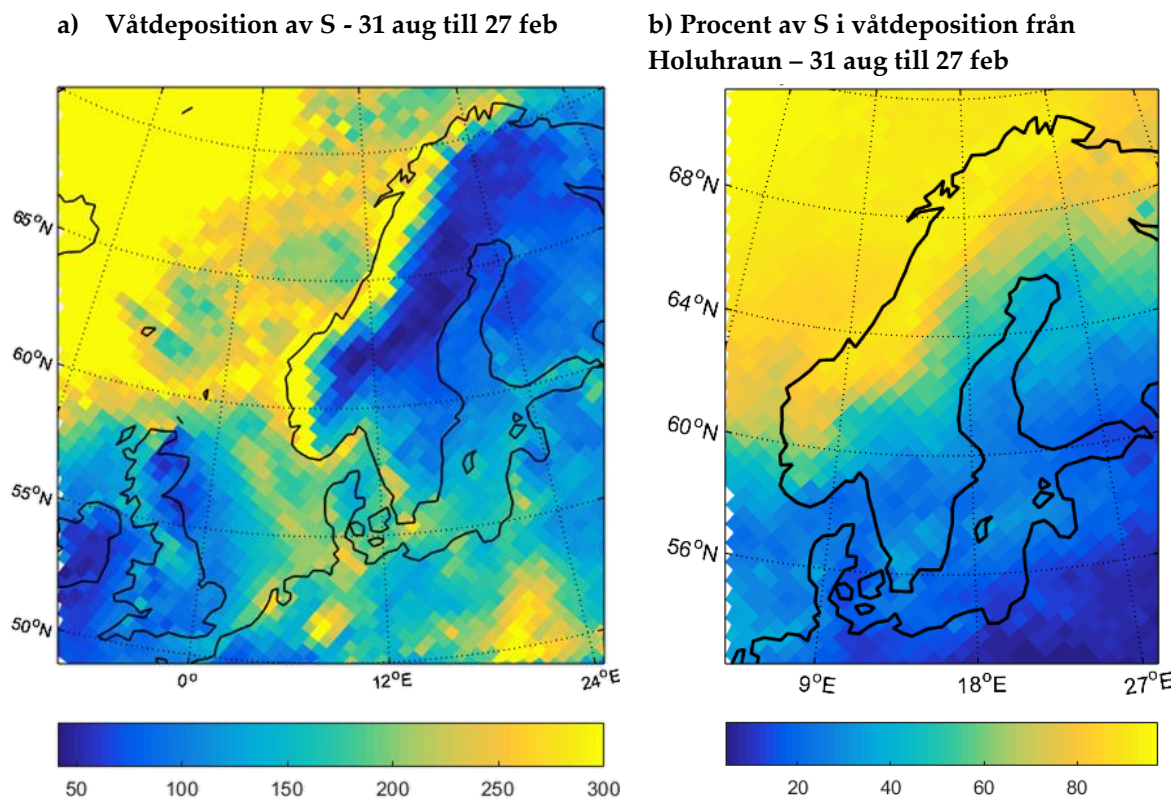 a) Våtdeposition av S - 31 aug till 27 feb
b) Procent av S i våtdeposition från
Holuhraun – 31 aug till 27 feb
65°N
60°N
55°N
50°N
0°
12°E
24°E
50
100
150
200
250
300
68°N
64°N
60°N
56°N
9°E
18°E
27°E
20
40
60
80